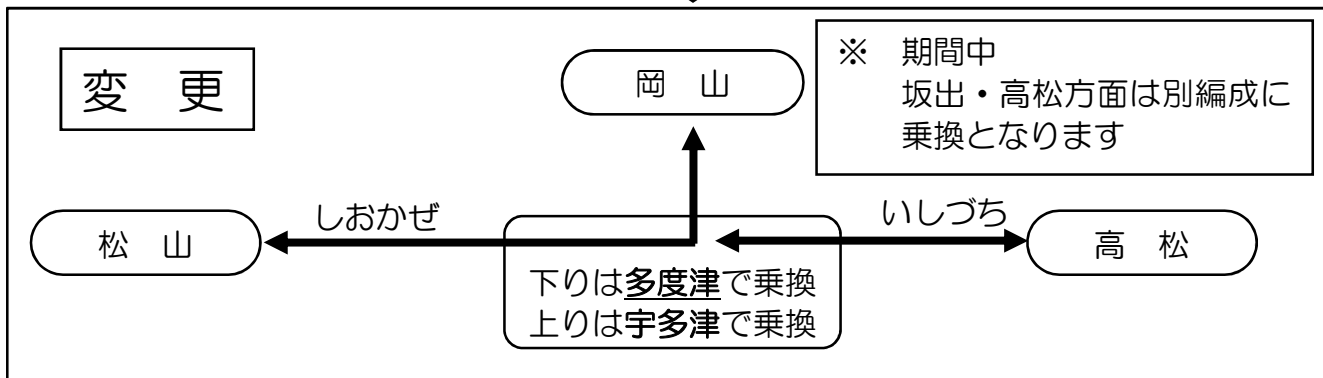 変 更
岡 山
※ 期間中
坂出・高松方面は別編成に
乗換となります
しおかぜ
いしづち
松 山
高 松
下りは多度津で乗換
上りは宇多津で乗換